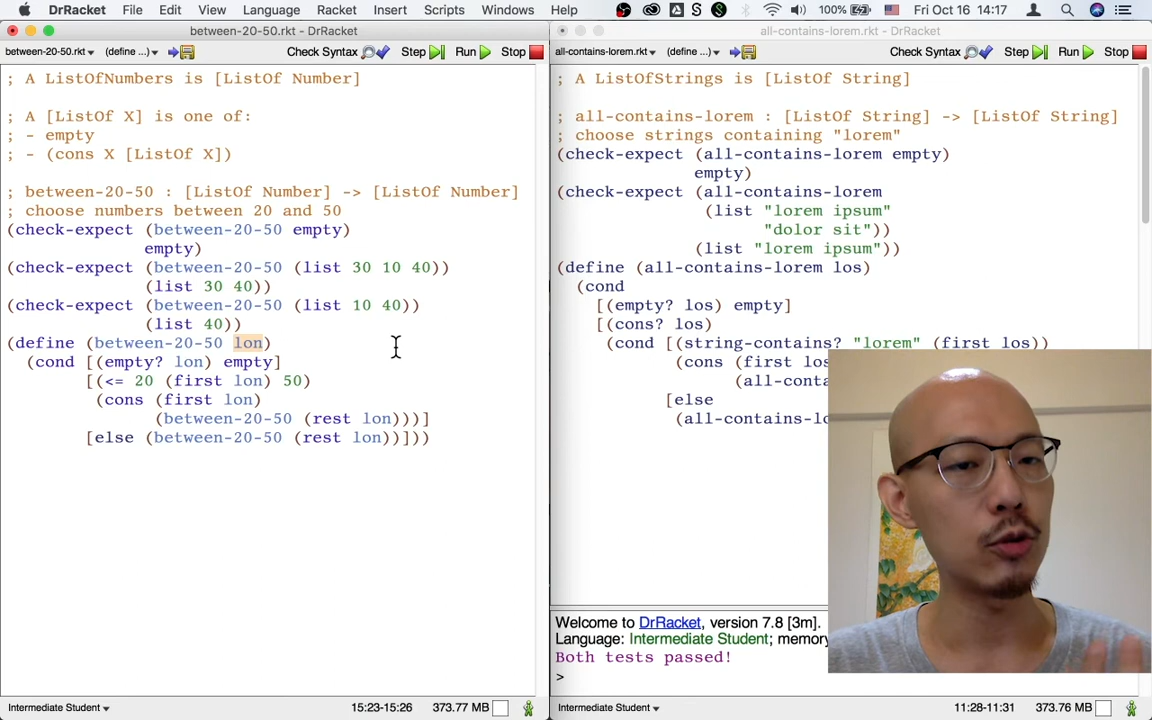 DrRacket File Edit View Language Racket Insert Scripts Windows Help 100% Fri Oct 16 14:17
between-20-50.rkt - DrRacket
between-20-50.rkt (define ...) Check Syntax Step Run Stop
; A ListOfNumbers is [ListOf Number]
; A [ListOf X] is one of:
; - empty
; - (cons X [ListOf X])
; between-20-50 : [ListOf Number] -> [ListOf Number]
; choose numbers between 20 and 50
(check-expect (between-20-50 empty)
empty)
(check-expect (between-20-50 (list 30 10 40))
(list 30 40))
(check-expect (between-20-50 (list 10 40))
(list 40))
(define (between-20-50 lon)
(cond [(empty? lon) empty]
[(<= 20 (first lon) 50)
(cons (first lon)
(between-20-50 (rest lon)))]
[else (between-20-50 (rest lon))]))
Intermediate Student 15:23-15:26 373.77 MB
all-contains-lorem.rkt - DrRacket
all-contains-lorem.rkt (define ...) Check Syntax Step Run Stop
; A ListOfStrings is [ListOf String]
; all-contains-lorem : [ListOf String] -> [ListOf String]
; choose strings containing "lorem"
(check-expect (all-contains-lorem empty)
empty)
(check-expect (all-contains-lorem
(list "lorem ipsum"
"dolor sit"))
(list "lorem ipsum"))
(define (all-contains-lorem los)
(cond
[(empty? los) empty]
[(cons? los)
(cond [(string-contains? "lorem" (first los))
(cons (first los)
(all-conta
[else
(all-contains-lo
Welcome to DrRacket, version 7.8 [3m].
Language: Intermediate Student; memory
Both tests passed!
>
Intermediate Student 11:28-11:31 373.76 MB